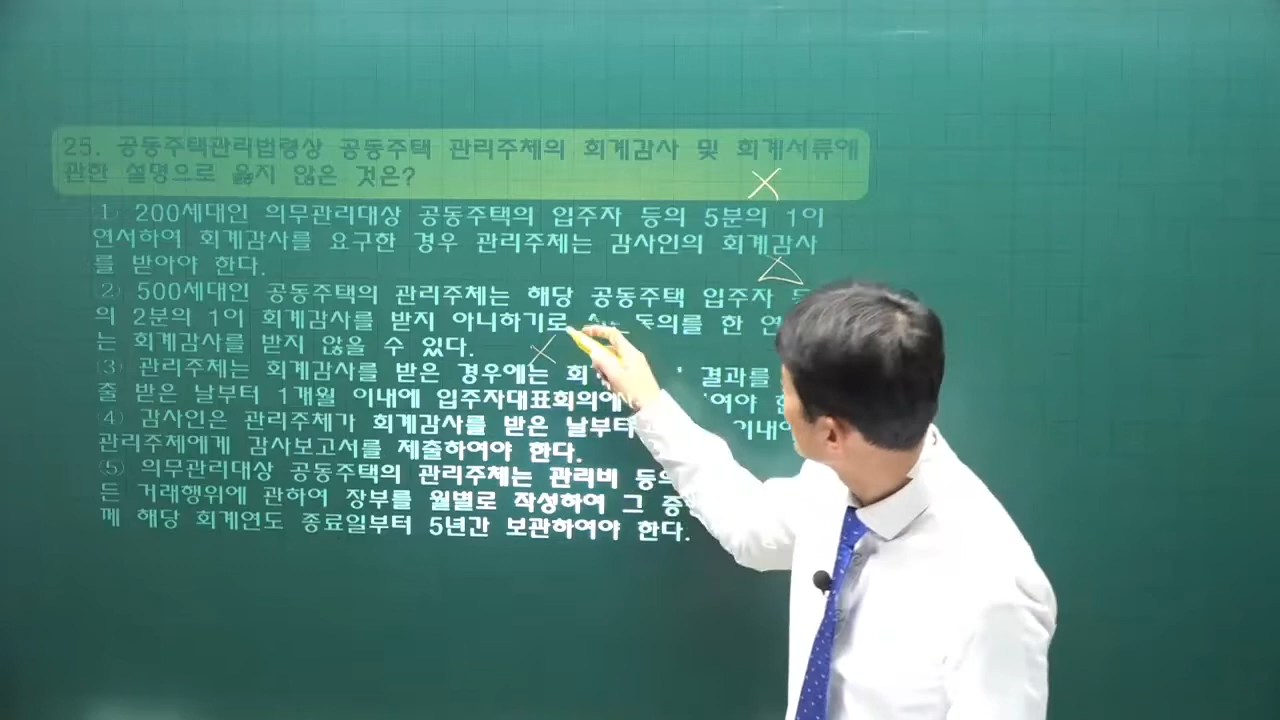 25. 공동주택관리법령상 공동주택 관리주체의 회계감사 및 회계서류에
관한 설명으로 옳지 않은 것은?
① 200세대인 의무관리대상 공동주택의 입주자 등의 5분의 1이
연서하여 회계감사를 요구한 경우 관리주체는 감사인의 회계감사
를 받아야 한다.
② 500세대인 공동주택의 관리주체는 해당 공동주택 입주자
의 2분의 1이 회계감사를 받지 아니하기로 동의를 한
는 회계감사를 받지 않을 수 있다.
③ 관리주체는 회계감사를 받은 경우에는 결과를
출 받은 날부터 1개월 이내에 입주자대표회의에
④ 감사인은 관리주체가 회계감사를 받은 날부터 이내에
관리주체에게 감사보고서를 제출하여야 한다.
⑤ 의무관리대상 공동주택의 관리주체는 관리비
든 거래행위에 관하여 장부를 월별로 작성하여 그
께 해당 회계연도 종료일부터 5년간 보관하여야 한다.